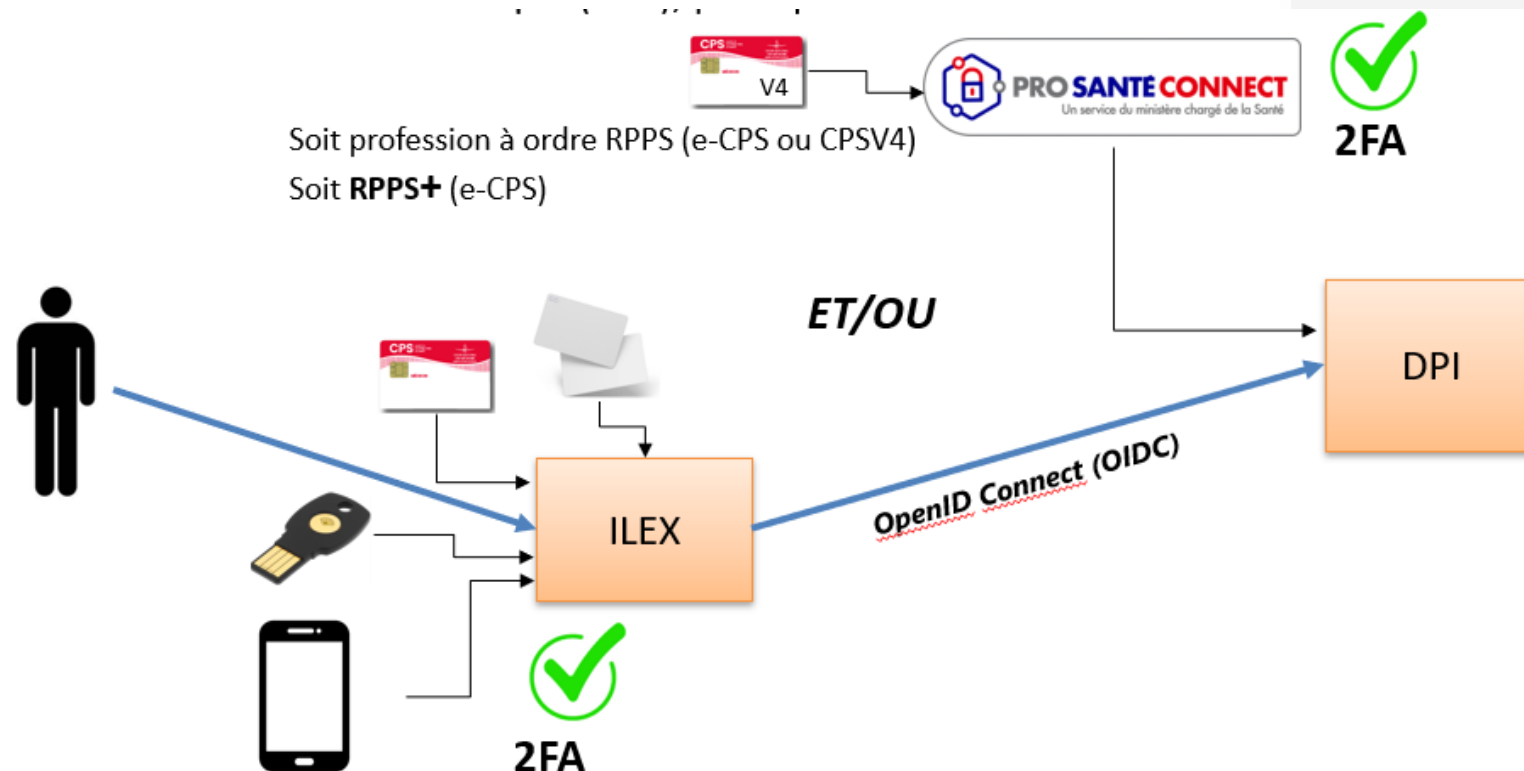 CPS
V4
PRO SANTÉ CONNECT
Un service du ministère chargé de la Santé
2FA
Soit profession à ordre RPPS (e-CPS ou CPSV4)
Soit RPPS+ (e-CPS)
ET/OU
CPS
DPI
OpenID Connect (OIDC)
ILEX
2FA